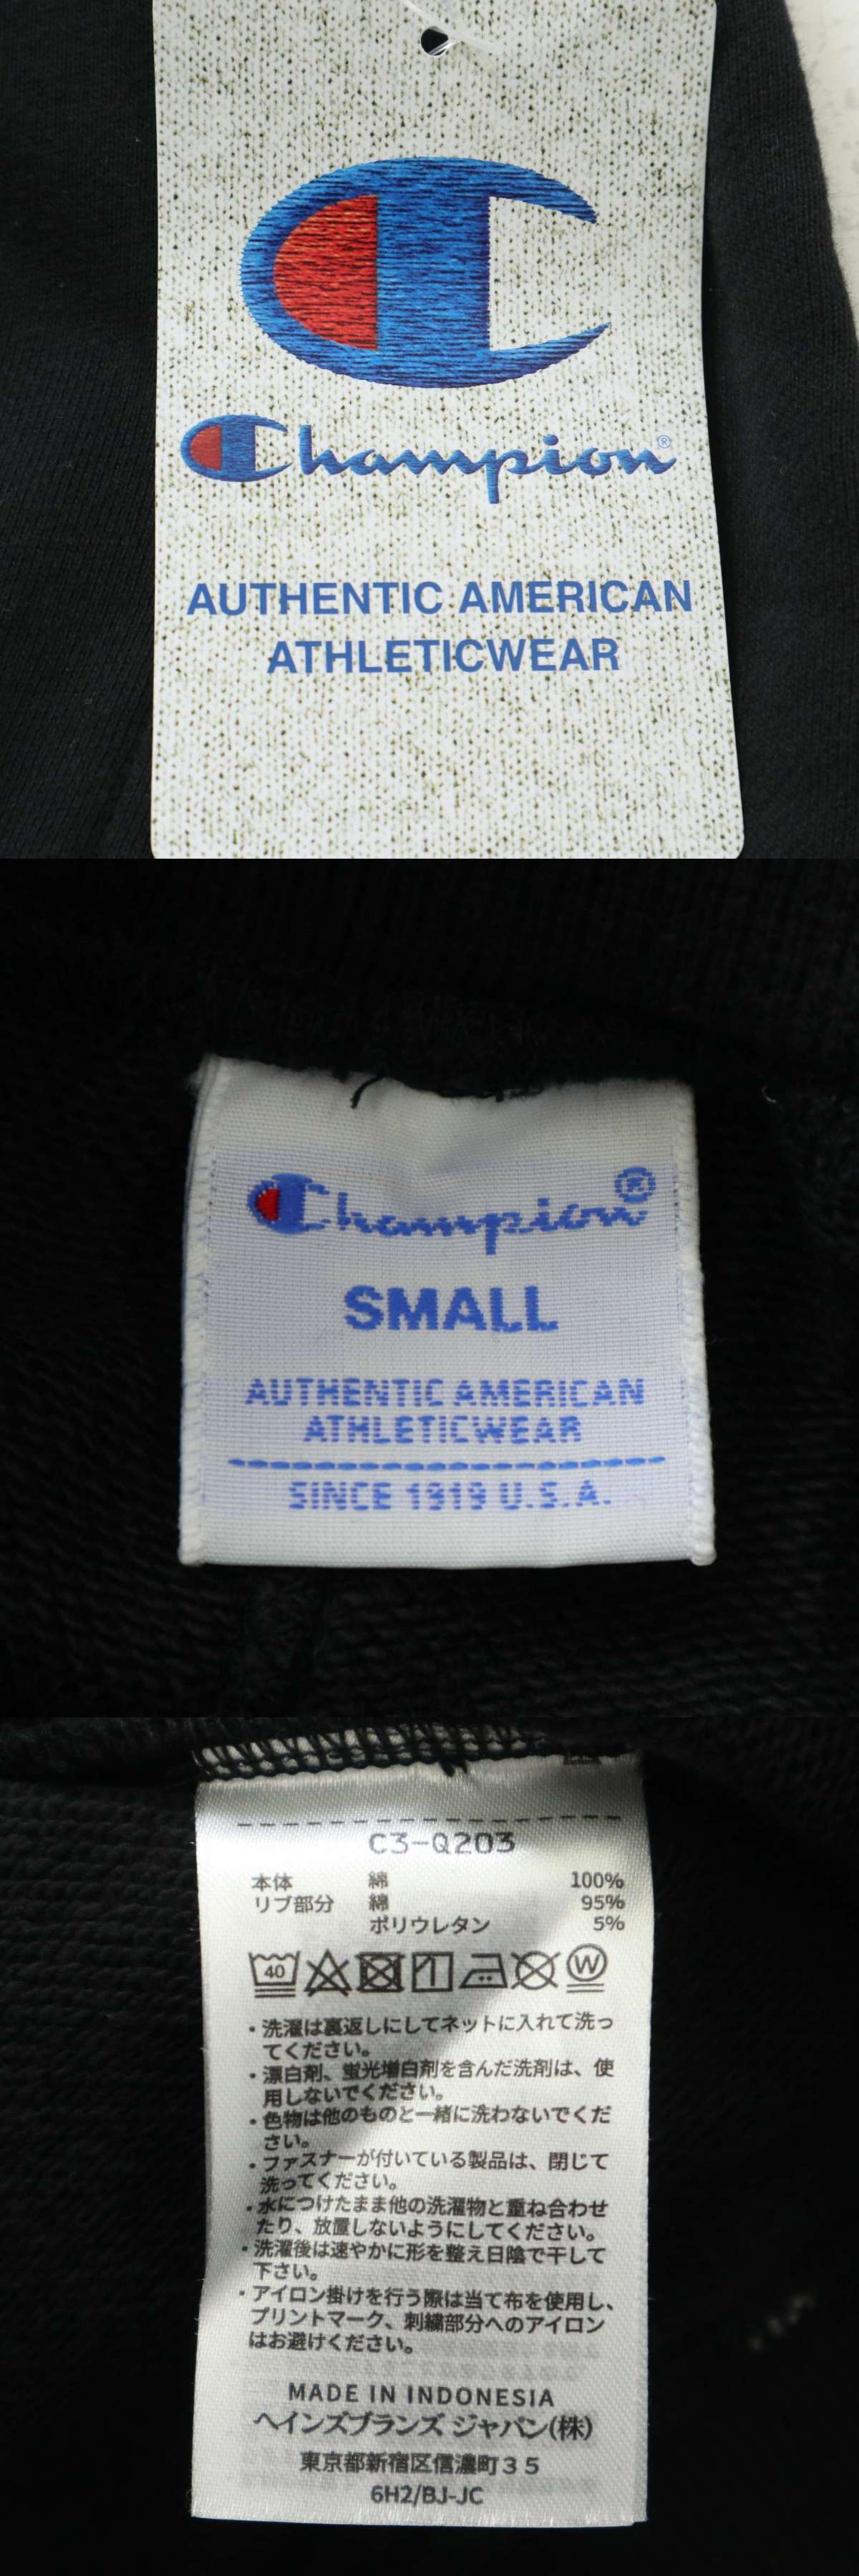 Champion®
AUTHENTIC AMERICAN
ATHLETICWEAR
Champion®
SMALL
AUTHENTIC AMERICAN
ATHLETICWEAR
SINCE 1919 U.S.A.
C3-Q203
本体 綿 100%
リブ部分 綿 95%
ポリウレタン 5%
40 W
・洗濯は裏返しにしてネットに入れて洗っ
てください。
・漂白剤、蛍光増白剤を含んだ洗剤は、使
用しないでください。
・色物は他のものと一緒に洗わないでくだ
さい。
・ファスナーが付いている製品は、閉じて
洗ってください。
・水につけたまま他の洗濯物と重ね合わせ
たり、放置しないようにしてください。
・洗濯後は速やかに形を整え日陰で干して
下さい。
・アイロン掛けを行う際は当て布を使用し、
プリントマーク、刺繍部分へのアイロン
はお避けください。
MADE IN INDONESIA
ヘインズブランズ ジャパン(株)
東京都新宿区信濃町35
6H2/BJ-JC